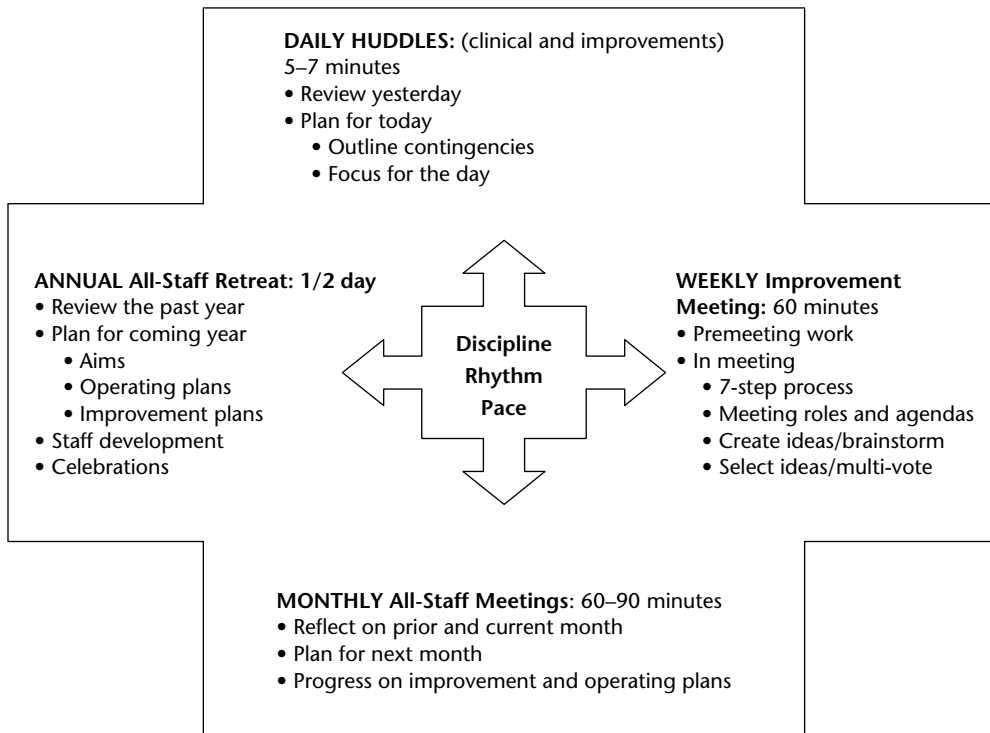 DAILY HUDDLES: (clinical and improvements)
5–7 minutes
• Review yesterday
• Plan for today
• Outline contingencies
• Focus for the day
ANNUAL All-Staff Retreat: 1/2 day
• Review the past year
• Plan for coming year
• Aims
• Operating plans
• Improvement plans
• Staff development
• Celebrations
Discipline
Rhythm
Pace
WEEKLY Improvement
Meeting: 60 minutes
• Premeeting work
• In meeting
• 7-step process
• Meeting roles and agendas
• Create ideas/brainstorm
• Select ideas/multi-vote
MONTHLY All-Staff Meetings: 60–90 minutes
• Reflect on prior and current month
• Plan for next month
• Progress on improvement and operating plans